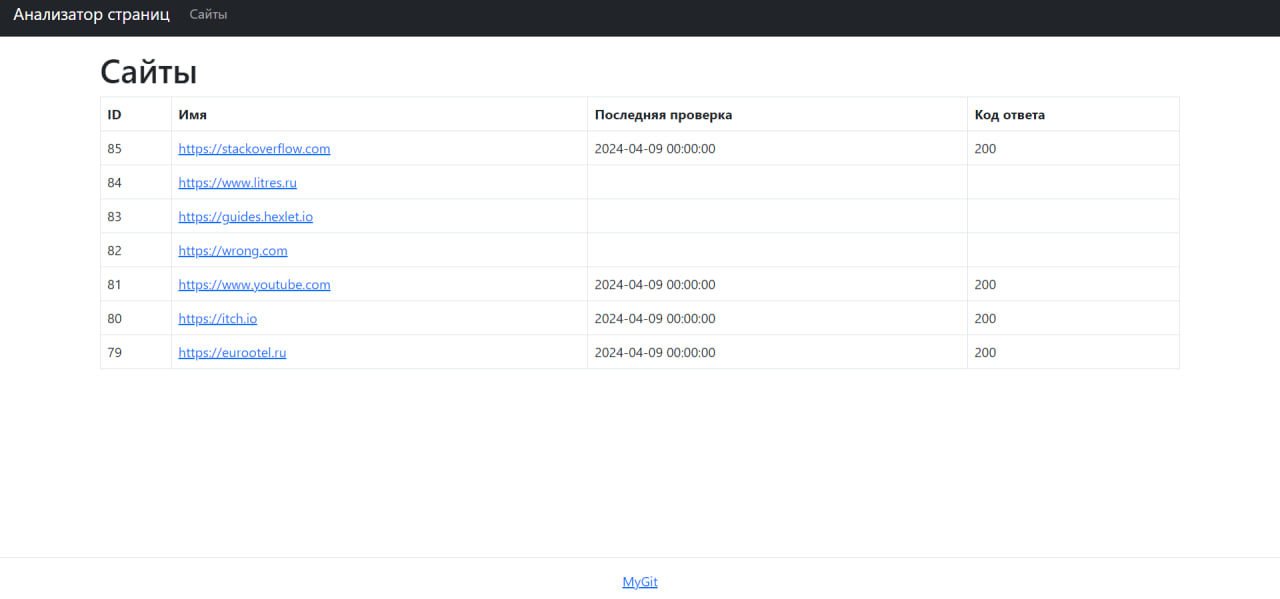 Анализатор страниц Сайты
Сайты
ID Имя Последняя проверка Код ответа
85 https://stackoverflow.com 2024-04-09 00:00:00 200
84 https://www.litres.ru
83 https://guides.hexlet.io
82 https://wrong.com
81 https://www.youtube.com 2024-04-09 00:00:00 200
80 https://itch.io 2024-04-09 00:00:00 200
79 https://eurootel.ru 2024-04-09 00:00:00 200
MyGit